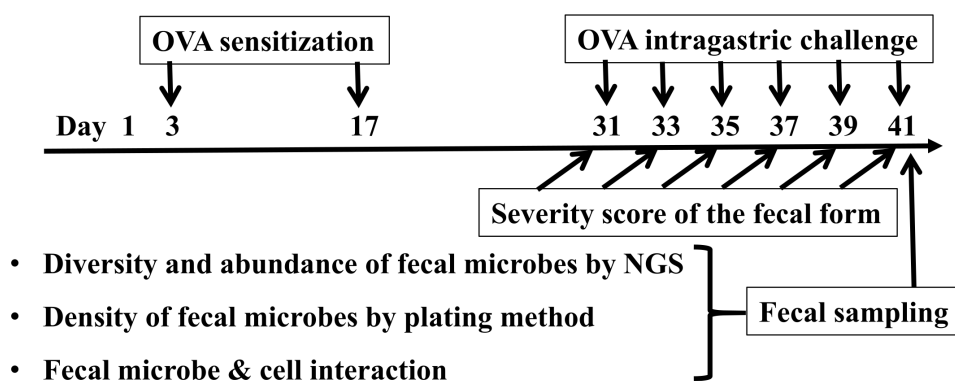 OVA sensitization
OVA intragastric challenge
Day 1 3 17 31 33 35 37 39 41
Severity score of the fecal form
• Diversity and abundance of fecal microbes by NGS
• Density of fecal microbes by plating method
Fecal sampling
• Fecal microbe & cell interaction